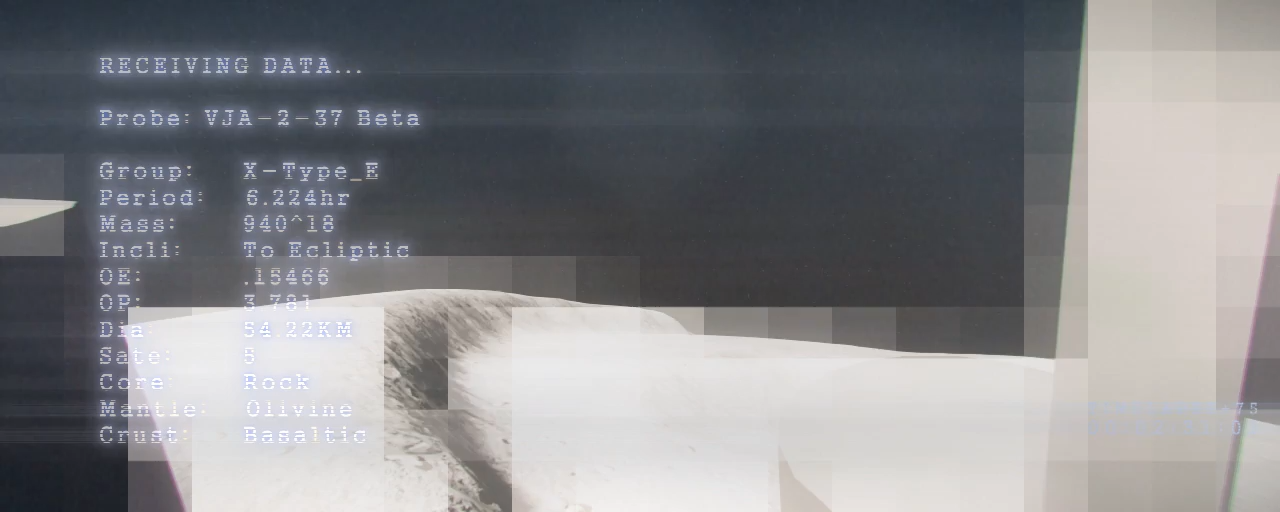 RECEIVING DATA...
Probe: VJA-2-37 Beta
Group: X-Type_E
Period: 6.224hr
Mass: 940^18
Incli: To Ecliptic
OE: .15466
OP: 3.781
Dia: 54.22KM
Sate: 5
Core: Rock
Mantle: Olivine
Crust: Basaltic